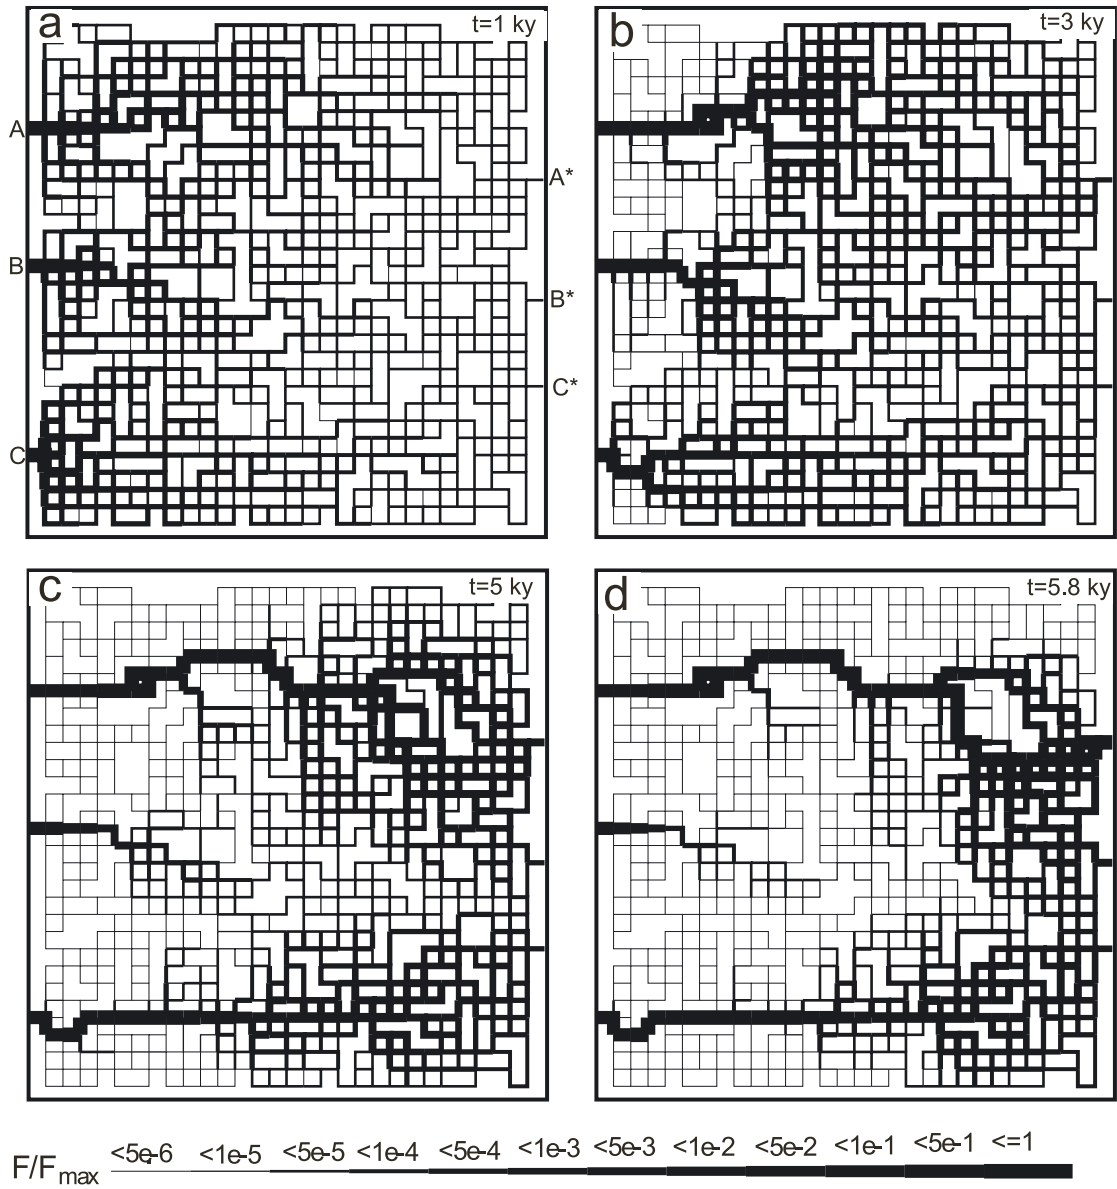 a
t=1 ky
b
t=3 ky
A
A*
B
B*
C*
C
c
t=5 ky
d
t=5.8 ky
<5e-6 <1e-5 <5e-5 <1e-4 <5e-4 <1e-3 <5e-3 <1e-2 <5e-2 <1e-1 <5e-1 <=1
F/Fmax